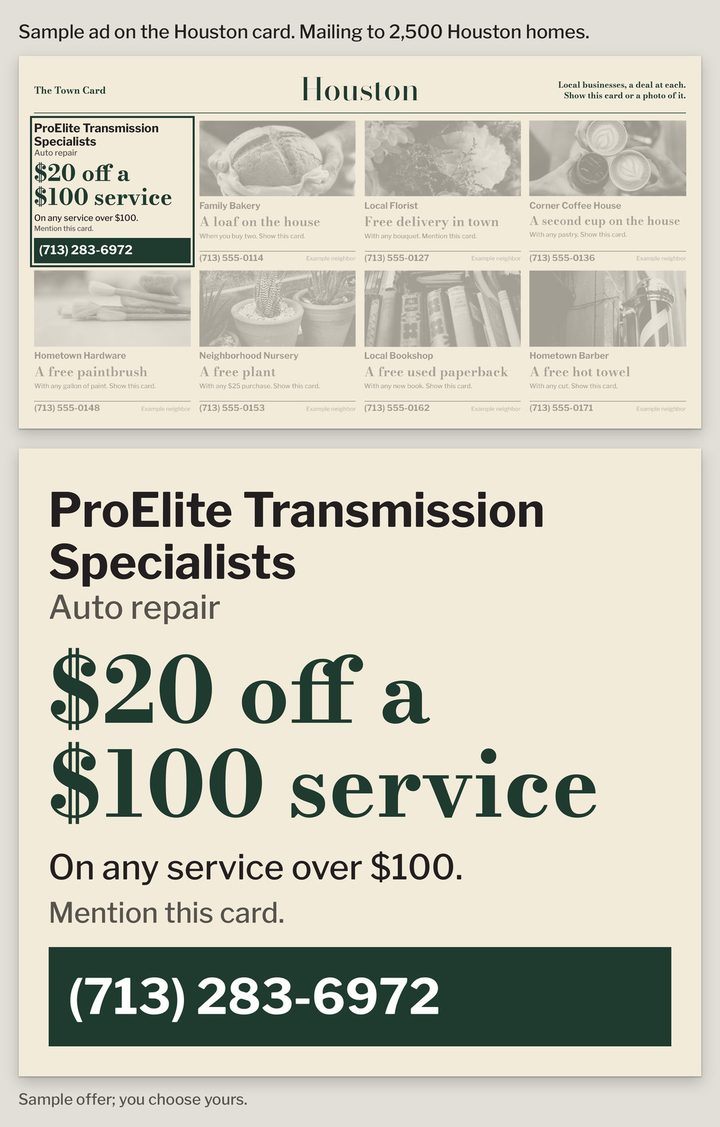 Sample ad on the Houston card. Mailing to 2,500 Houston homes.
The Town Card
Houston
Local businesses, a deal at each.
Show this card or a photo of it.
ProElite Transmission
Specialists
Auto repair
$20 off a
$100 service
On any service over $100.
Mention this card.
(713) 283-6972
Family Bakery
A loaf on the house
When you buy two. Show this card.
(713) 555-0114
Example neighbor
Local Florist
Free delivery in town
With any bouquet. Mention this card.
(713) 555-0127
Example neighbor
Corner Coffee House
A second cup on the house
With any pastry. Show this card.
(713) 555-0136
Example neighbor
Hometown Hardware
A free paintbrush
With any gallon of paint. Show this card.
(713) 555-0148
Example neighbor
Neighborhood Nursery
A free plant
With any $25 purchase. Show this card.
(713) 555-0153
Example neighbor
Local Bookshop
A free used paperback
With any new book. Show this card.
(713) 555-0162
Example neighbor
Hometown Barber
A free hot towel
With any cut. Show this card.
(713) 555-0171
Example neighbor
ProElite Transmission
Specialists
Auto repair
$20 off a
$100 service
On any service over $100.
Mention this card.
(713) 283-6972
Sample offer; you choose yours.